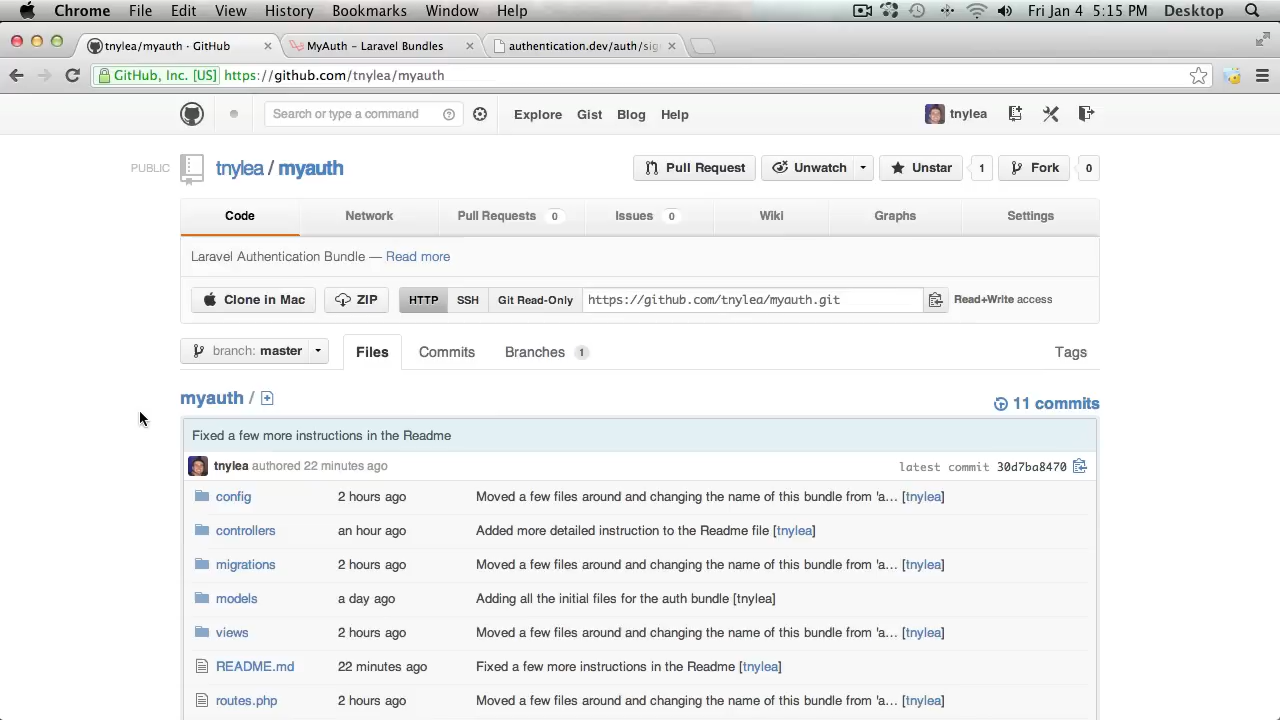 Chrome File Edit View History Bookmarks Window Help Fri Jan 4 5:15 PM Desktop
tnylea/myauth · GitHub × MyAuth – Laravel Bundles × authentication.dev/auth/sig ×
GitHub, Inc. [US] https://github.com/tnylea/myauth
Search or type a command Explore Gist Blog Help tnylea
PUBLIC tnylea / myauth Pull Request Unwatch Unstar 1 Fork 0
Code Network Pull Requests 0 Issues 0 Wiki Graphs Settings
Laravel Authentication Bundle — Read more
Clone in Mac ZIP HTTP SSH Git Read-Only https://github.com/tnylea/myauth.git Read+Write access
branch: master Files Commits Branches 1 Tags
myauth / 11 commits
Fixed a few more instructions in the Readme
tnylea authored 22 minutes ago latest commit 30d7ba8470
config 2 hours ago Moved a few files around and changing the name of this bundle from 'a... [tnylea]
controllers an hour ago Added more detailed instruction to the Readme file [tnylea]
migrations 2 hours ago Moved a few files around and changing the name of this bundle from 'a... [tnylea]
models a day ago Adding all the initial files for the auth bundle [tnylea]
views 2 hours ago Moved a few files around and changing the name of this bundle from 'a... [tnylea]
README.md 22 minutes ago Fixed a few more instructions in the Readme [tnylea]
routes.php 2 hours ago Moved a few files around and changing the name of this bundle from 'a... [tnylea]